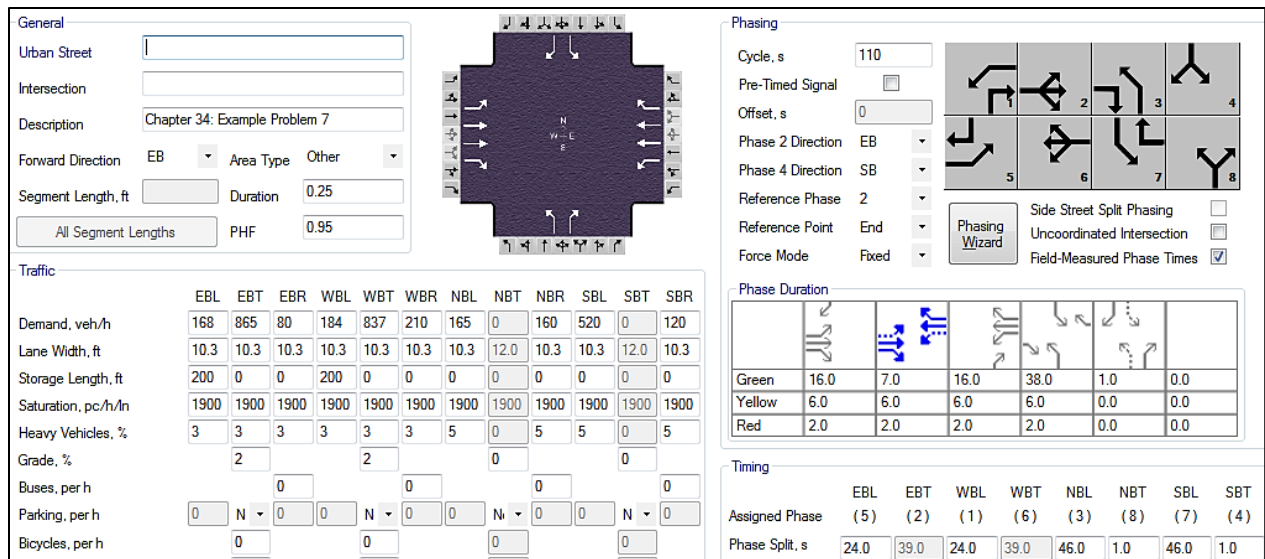 General
Urban Street
Intersection
Description Chapter 34: Example Problem 7
Forward Direction EB Area Type Other
Segment Length, ft Duration 0.25
All Segment Lengths PHF 0.95
N
W E
S
Phasing
Cycle, s 110
Pre-Timed Signal
Offset, s 0
Phase 2 Direction EB
Phase 4 Direction SB
Reference Phase 2
Reference Point End
Force Mode Fixed
1 2 3 4
5 6 7 8
Phasing Wizard
Side Street Split Phasing
Uncoordinated Intersection
Field-Measured Phase Times
Traffic
EBL EBT EBR WBL WBT WBR NBL NBT NBR SBL SBT SBR
Demand, veh/h 168 865 80 184 837 210 165 0 160 520 0 120
Lane Width, ft 10.3 10.3 10.3 10.3 10.3 10.3 10.3 12.0 10.3 10.3 12.0 10.3
Storage Length, ft 200 0 0 200 0 0 0 0 0 0 0 0
Saturation, pc/h/ln 1900 1900 1900 1900 1900 1900 1900 1900 1900 1900 1900 1900
Heavy Vehicles, % 3 3 3 3 3 3 5 0 5 5 0 5
Grade, % 2 2 0 0
Buses, per h 0 0 0 0
Parking, per h 0 N 0 0 N 0 0 N 0 0 N 0
Bicycles, per h 0 0 0 0
Phase Duration
Green 16.0 7.0 16.0 38.0 1.0 0.0
Yellow 6.0 6.0 6.0 6.0 0.0 0.0
Red 2.0 2.0 2.0 2.0 0.0 0.0
Timing
EBL EBT WBL WBT NBL NBT SBL SBT
Assigned Phase (5) (2) (1) (6) (3) (8) (7) (4)
Phase Split, s 24.0 39.0 24.0 39.0 46.0 1.0 46.0 1.0